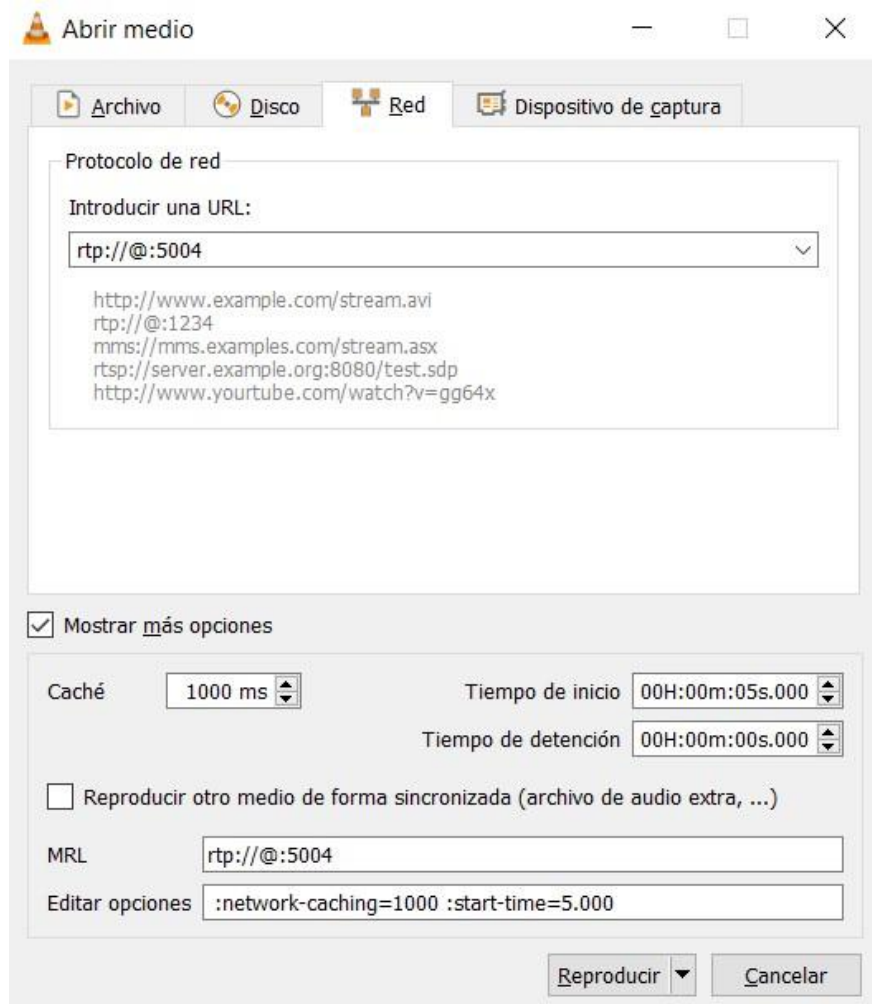 Abrir medio
Archivo Disco Red Dispositivo de captura
Protocolo de red
Introducir una URL:
rtp://@:5004
http://www.example.com/stream.avi
rtp://@:1234
mms://mms.examples.com/stream.asx
rtsp://server.example.org:8080/test.sdp
http://www.yourtube.com/watch?v=gg64x
Mostrar más opciones
Caché 1000 ms Tiempo de inicio 00H:00m:05s.000
Tiempo de detención 00H:00m:00s.000
Reproducir otro medio de forma sincronizada (archivo de audio extra, ...)
MRL rtp://@:5004
Editar opciones :network-caching=1000 :start-time=5.000
Reproducir Cancelar